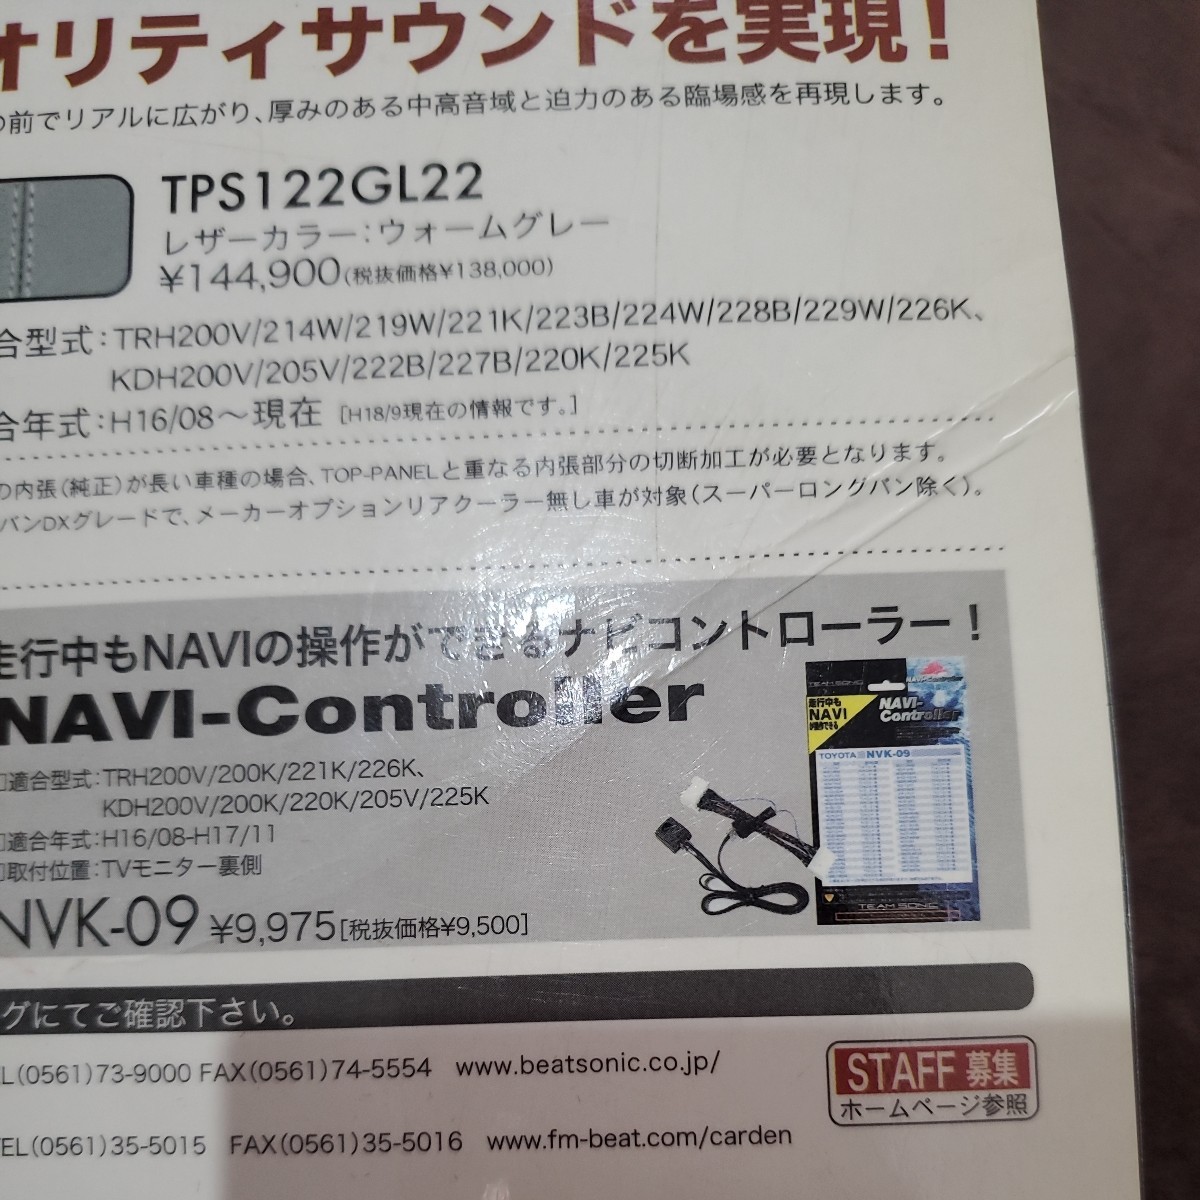 オリティサウンドを実現！
の前でリアルに広がり、厚みのある中高音域と迫力のある臨場感を再現します。
TPS122GL22
レザーカラー：ウォームグレー
¥144,900(税抜価格¥138,000)
合型式：TRH200V/214W/219W/221K/223B/224W/228B/229W/226K、
KDH200V/205V/222B/227B/220K/225K
合年式：H16/08～現在 [H18/9現在の情報です。]
の内張(純正)が長い車種の場合、TOP-PANELと重なる内張部分の切断加工が必要となります。
バンDXグレードで、メーカーオプションリアクーラー無し車が対象(スーパーロングバン除く)。
走行中もNAVIの操作ができるナビコントローラー！
NAVI-Controller
□適合型式：TRH200V/200K/221K/226K、
KDH200V/200K/220K/205V/225K
□適合年式：H16/08-H17/11
□取付位置：TVモニター裏側
NVK-09 ¥9,975[税抜価格¥9,500]
TEAM SONIC
NAVI-Controller
走行中も
NAVI
が操作できる
NAVI-
Controller
TOYOTA NVK-09
TEAM SONIC
グにてご確認下さい。
EL(0561)73-9000 FAX(0561)74-5554 www.beatsonic.co.jp/
TEL(0561)35-5015 FAX(0561)35-5016 www.fm-beat.com/carden
STAFF 募集
ホームページ参照